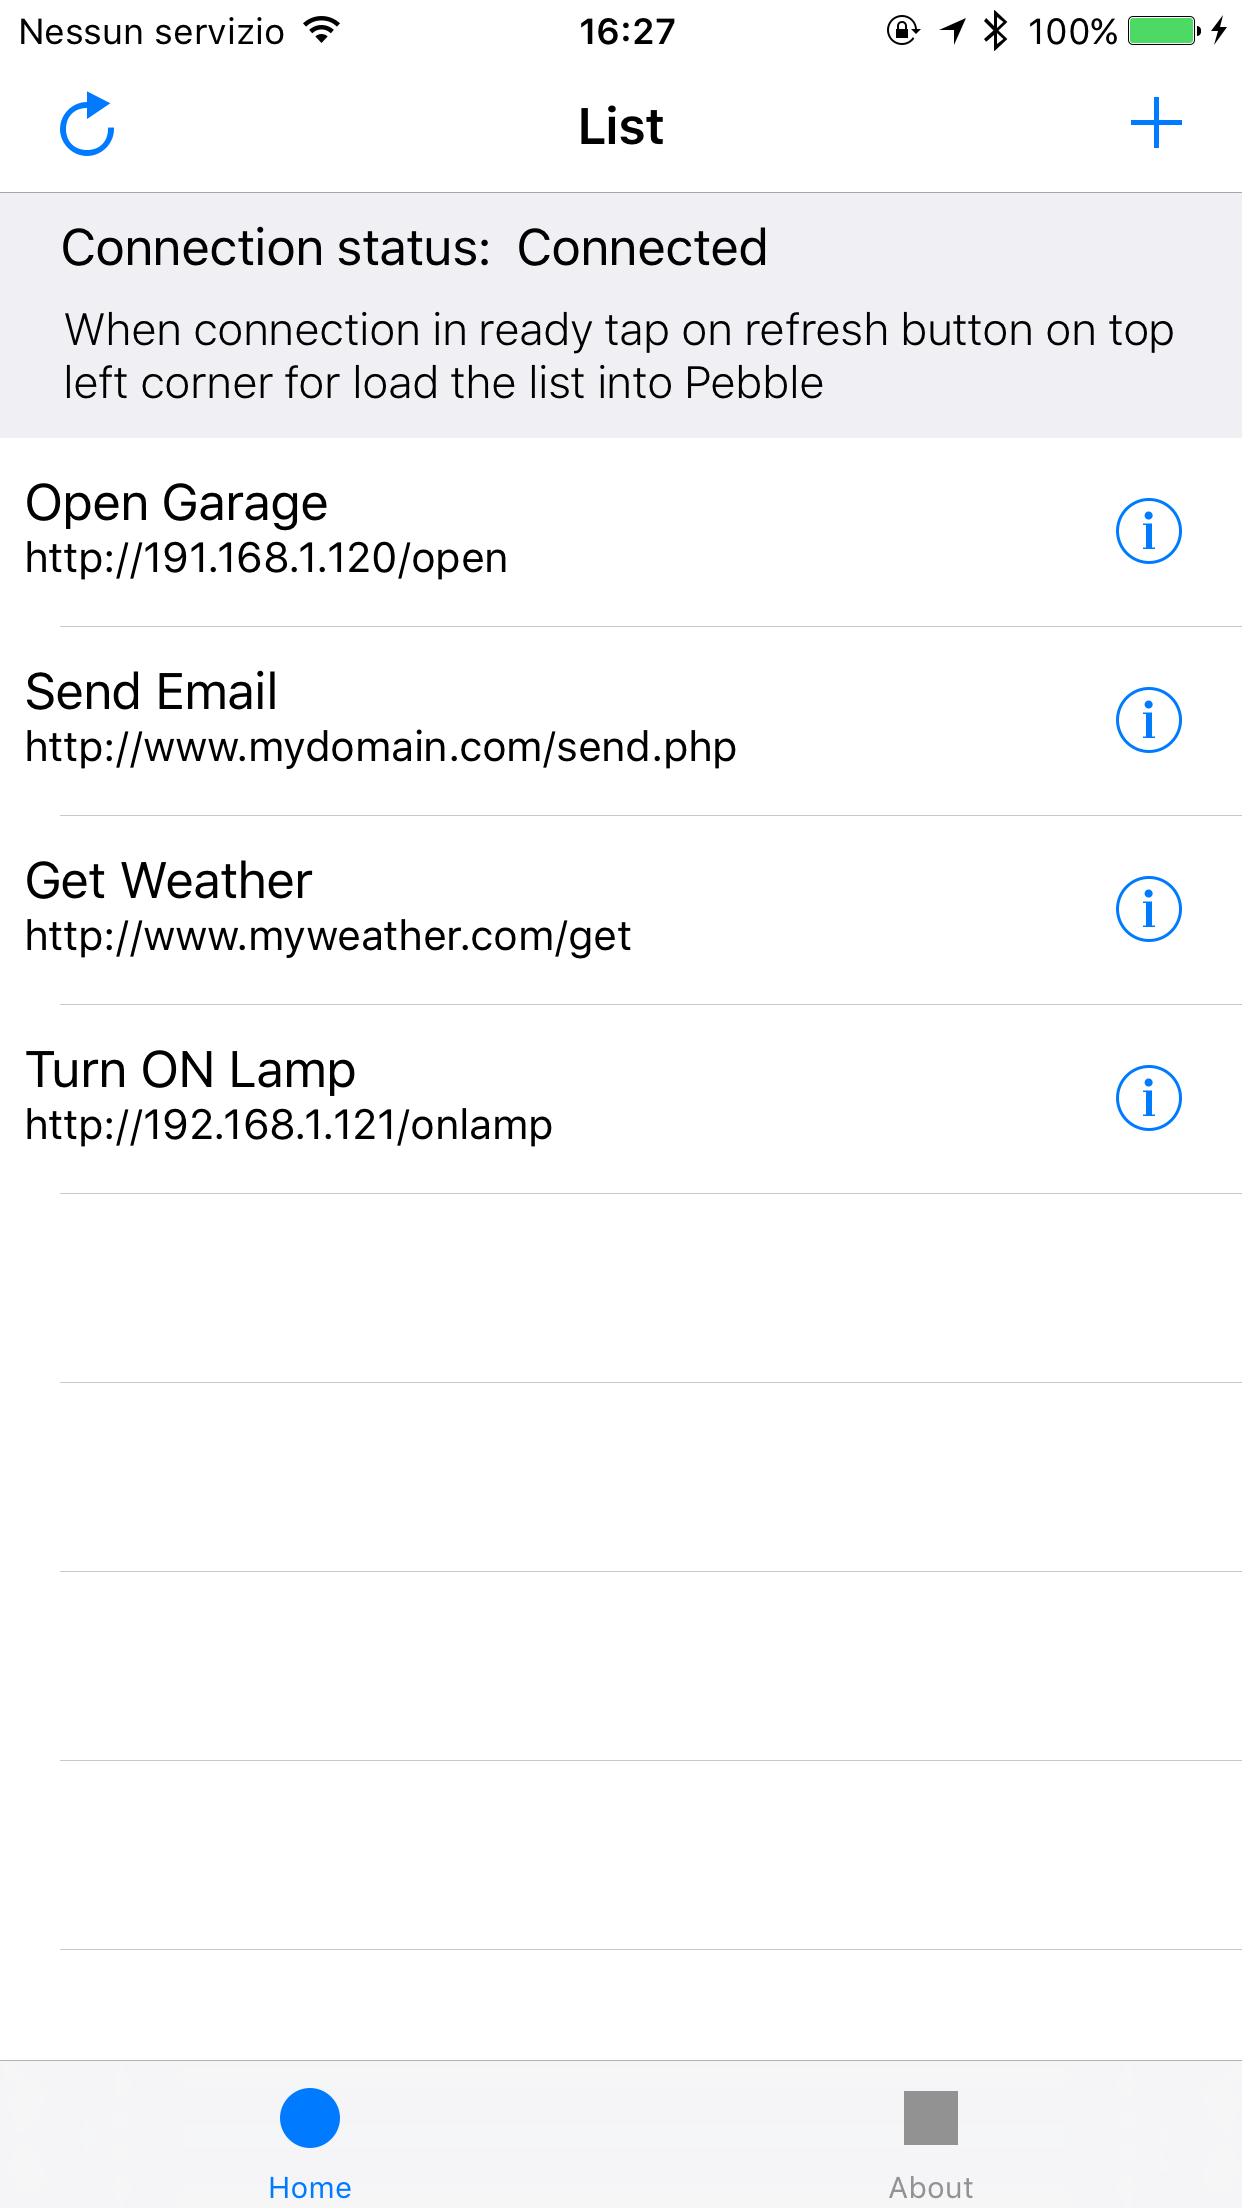 Nessun servizio 16:27 100%
List
Connection status: Connected
When connection in ready tap on refresh button on top
left corner for load the list into Pebble
Open Garage
http://191.168.1.120/open
Send Email
http://www.mydomain.com/send.php
Get Weather
http://www.myweather.com/get
Turn ON Lamp
http://192.168.1.121/onlamp
Home About